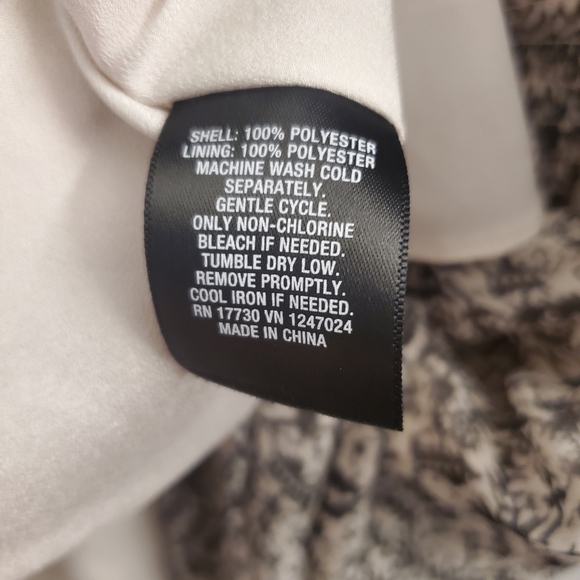 SHELL: 100% POLYESTER
LINING: 100% POLYESTER
MACHINE WASH COLD
SEPARATELY.
GENTLE CYCLE.
ONLY NON-CHLORINE
BLEACH IF NEEDED.
TUMBLE DRY LOW.
REMOVE PROMPTLY.
COOL IRON IF NEEDED.
RN 17730 VN 1247024
MADE IN CHINA